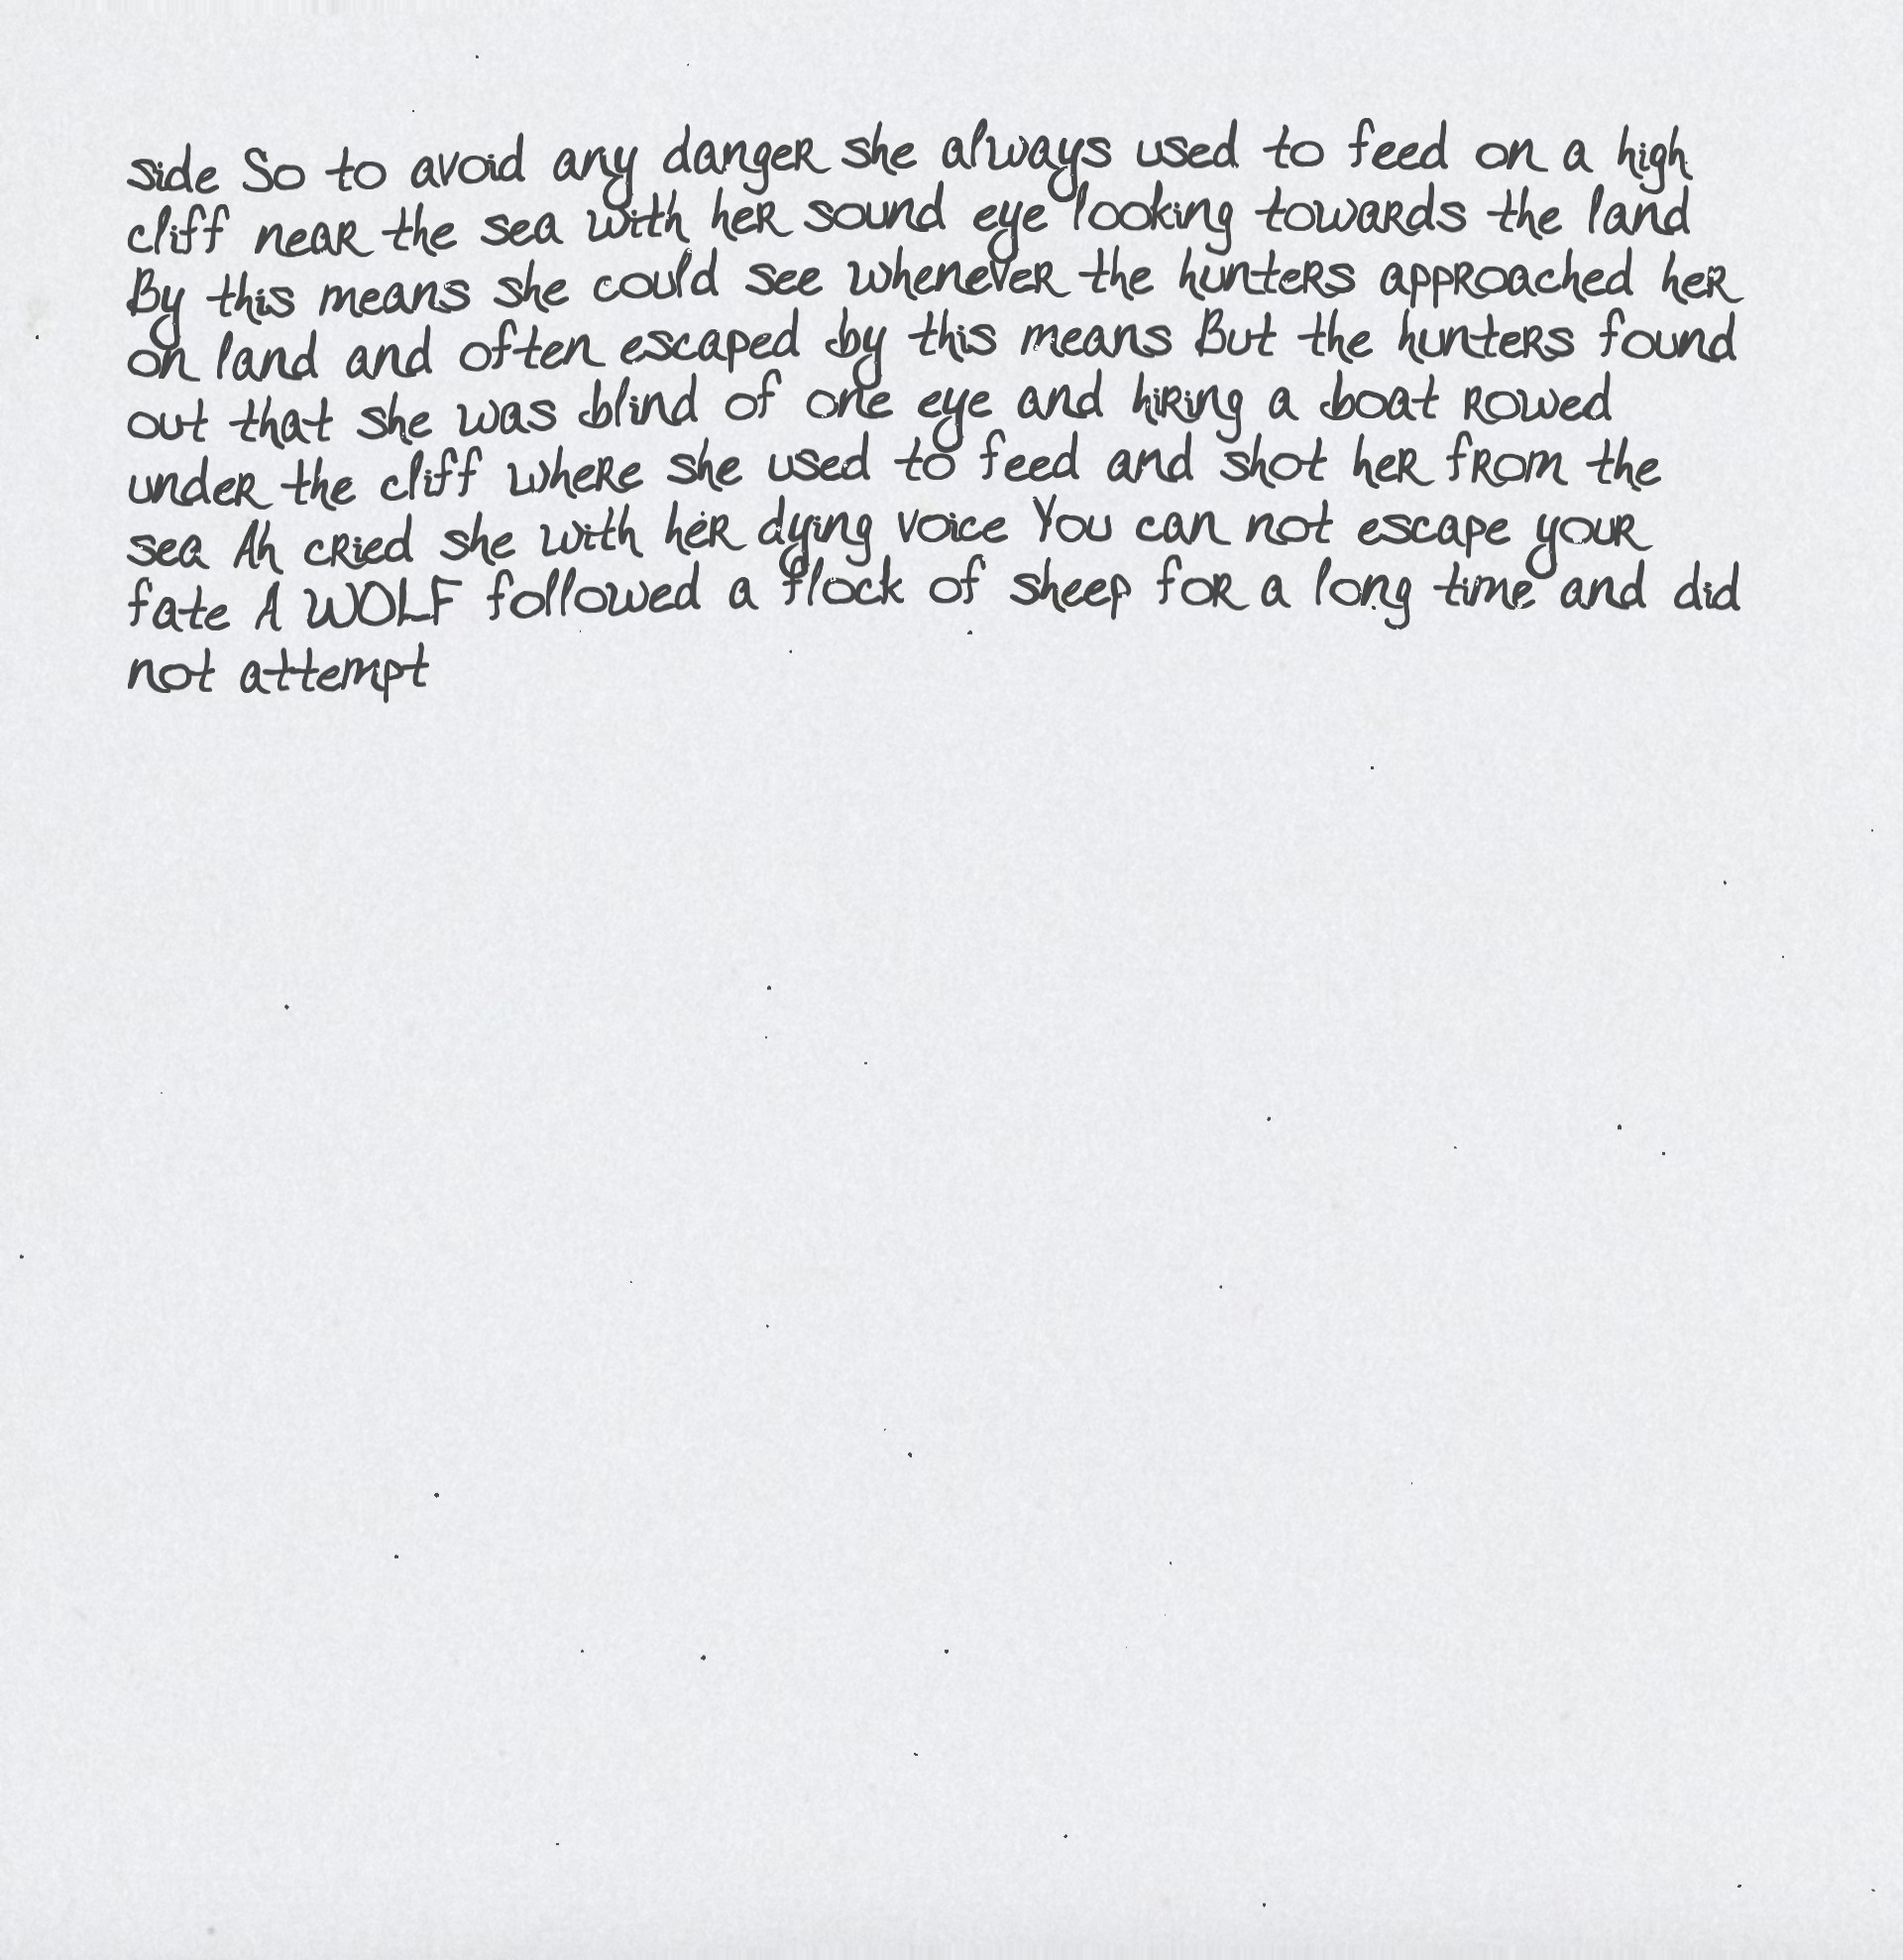 side So to avoid any danger she always used to feed on a high
cliff near the sea with her sound eye looking towards the land
By this means she could see whenever the hunters approached her
on land and often escaped by this means But the hunters found
out that she was blind of one eye and hiring a boat rowed
under the cliff where she used to feed and shot her from the
sea Ah cried she with her dying voice You can not escape your
fate A WOLF followed a flock of sheep for a long time and did
not attempt